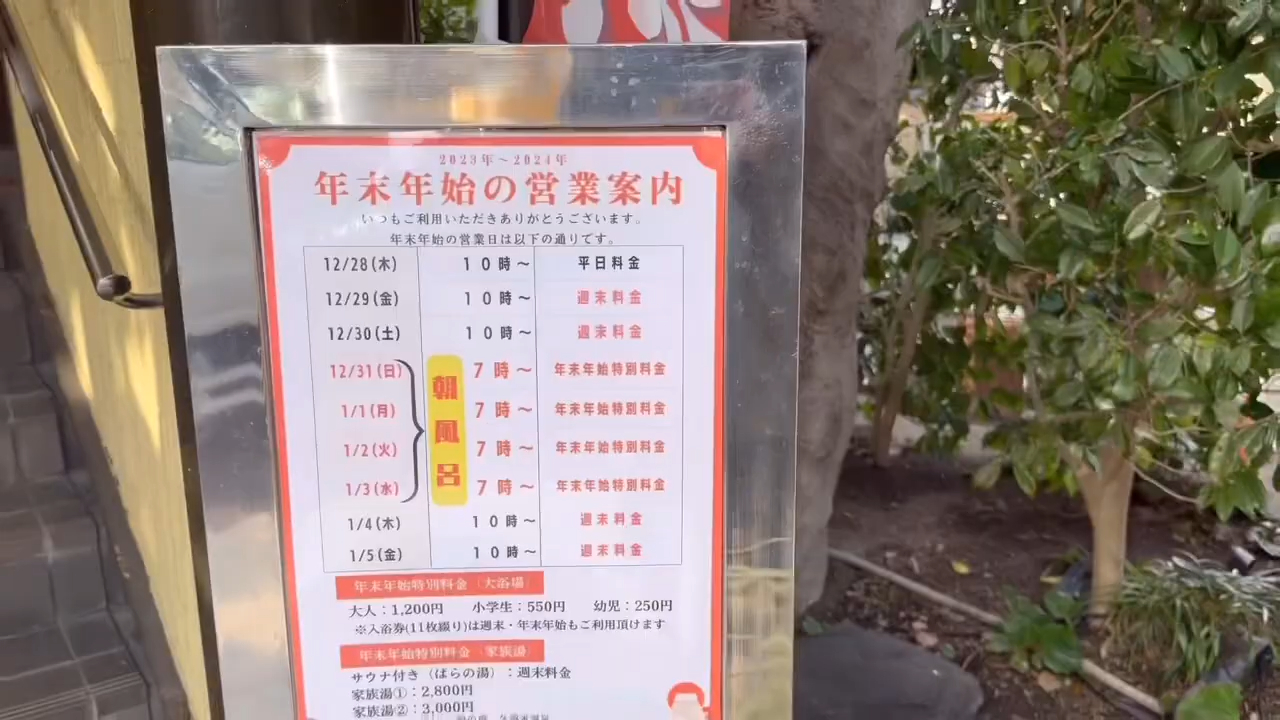 2023年～2024年
年末年始の営業案内
いつもご利用いただきありがとうございます。
年末年始の営業日は以下の通りです。
12/28(木) 10時～ 平日料金
12/29(金) 10時～ 週末料金
12/30(土) 10時～ 週末料金
12/31(日) 7時～ 年末年始特別料金
1/1(月) 7時～ 年末年始特別料金
1/2(火) 7時～ 年末年始特別料金
1/3(水) 7時～ 年末年始特別料金
朝風呂
1/4(木) 10時～ 週末料金
1/5(金) 10時～ 週末料金
年末年始特別料金（大浴場）
大人：1,200円 小学生：550円 幼児：250円
※入浴券(11枚綴り)は週末・年末年始もご利用頂けます
年末年始特別料金（家族湯）
サウナ付き（ばらの湯）：週末料金
家族湯①：2,800円
家族湯②：3,000円